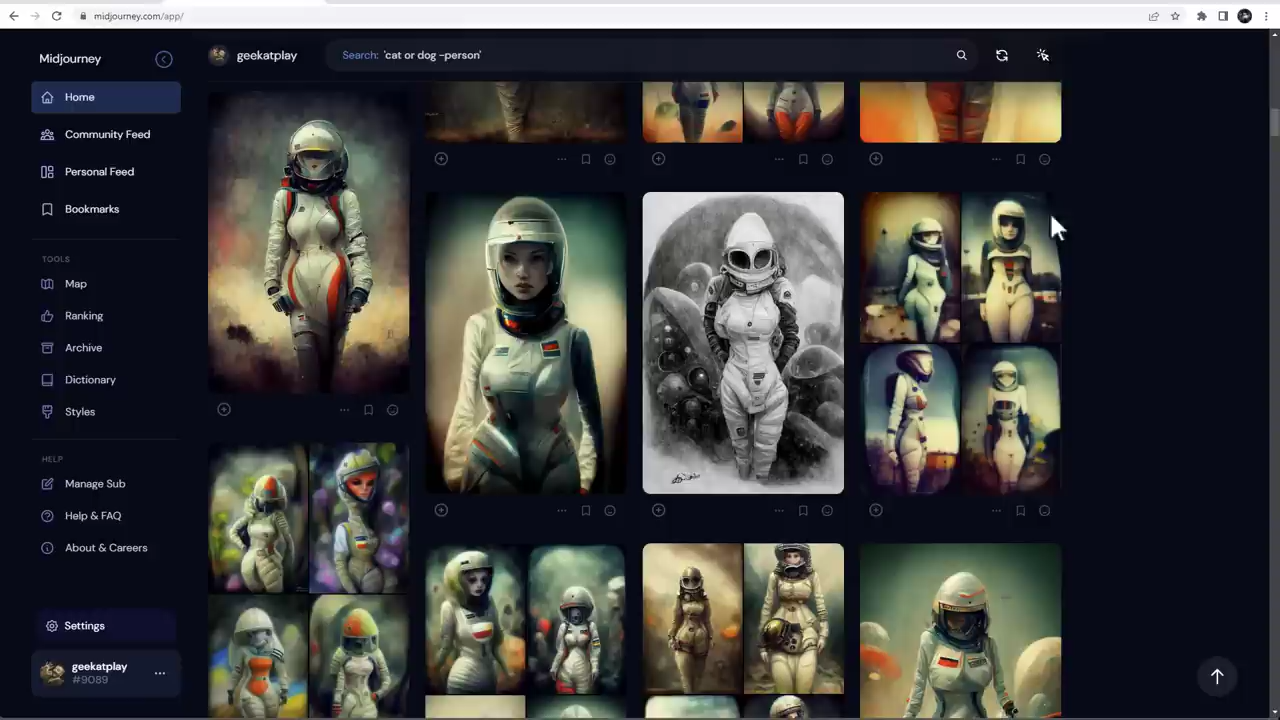 midjourney.com/app/
Midjourney
geekatplay
Search: 'cat or dog -person'
Home
Community Feed
Personal Feed
Bookmarks
TOOLS
Map
Ranking
Archive
Dictionary
Styles
HELP
Manage Sub
Help & FAQ
About & Careers
Settings
geekatplay
#9089